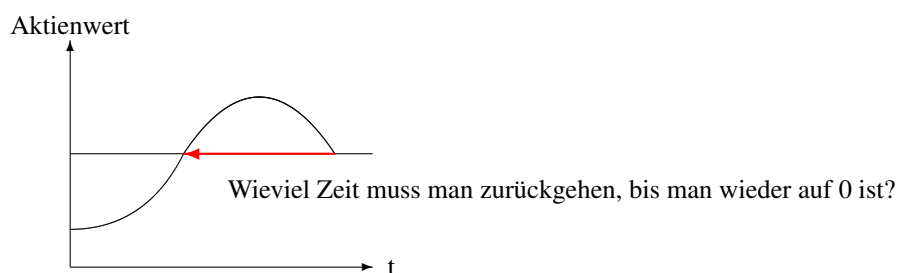 Aktienwert
Wieviel Zeit muss man zurückgehen, bis man wieder auf 0 ist?
t